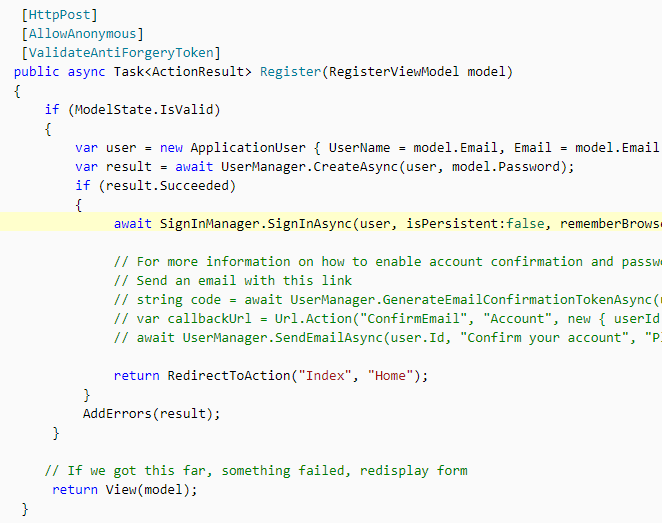 [HttpPost]
[AllowAnonymous]
[ValidateAntiForgeryToken]
public async Task<ActionResult> Register(RegisterViewModel model)
{
if (ModelState.IsValid)
{
var user = new ApplicationUser { UserName = model.Email, Email = model.Email
var result = await UserManager.CreateAsync(user, model.Password);
if (result.Succeeded)
{
await SignInManager.SignInAsync(user, isPersistent:false, rememberBrowse
// For more information on how to enable account confirmation and passwo
// Send an email with this link
// string code = await UserManager.GenerateEmailConfirmationTokenAsync(u
// var callbackUrl = Url.Action("ConfirmEmail", "Account", new { userId
// await UserManager.SendEmailAsync(user.Id, "Confirm your account", "Pl
return RedirectToAction("Index", "Home");
}
AddErrors(result);
}
// If we got this far, something failed, redisplay form
return View(model);
}